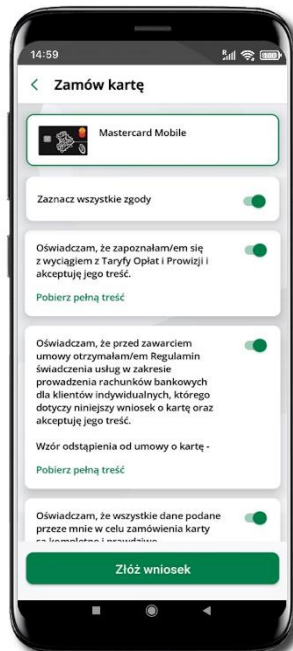 14:59
Zamów kartę
Mastercard Mobile
Zaznacz wszystkie zgody
Oświadczam, że zapoznałam/em się
z wyciągiem z Taryfy Opłat i Prowizji i
akceptuję jego treść.
Pobierz pełną treść
Oświadczam, że przed zawarciem
umowy otrzymałam/em Regulamin
świadczenia usług w zakresie
prowadzenia rachunków bankowych
dla klientów indywidualnych, którego
dotyczy niniejszy wniosek o kartę oraz
akceptuję jego treść.
Wzór odstąpienia od umowy o kartę -
Pobierz pełną treść
Oświadczam, że wszystkie dane podane
przeze mnie w celu zamówienia karty
są kompletne i prawdziwe
Złóż wniosek